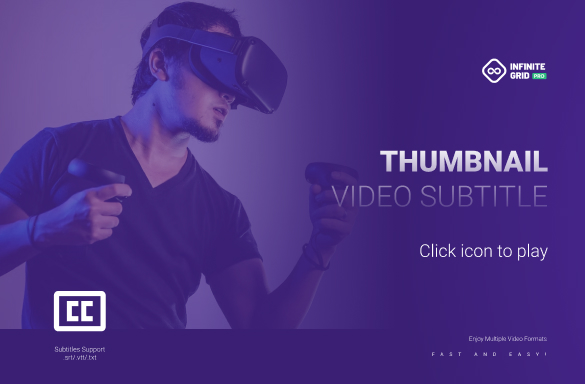 INFINITE
GRID PRO
THUMBNAIL
VIDEO SUBTITLE
Click icon to play
CC
Subtitles Support
.srt/.vtt/.txt
Enjoy Multiple Video Formats
FAST AND EASY!